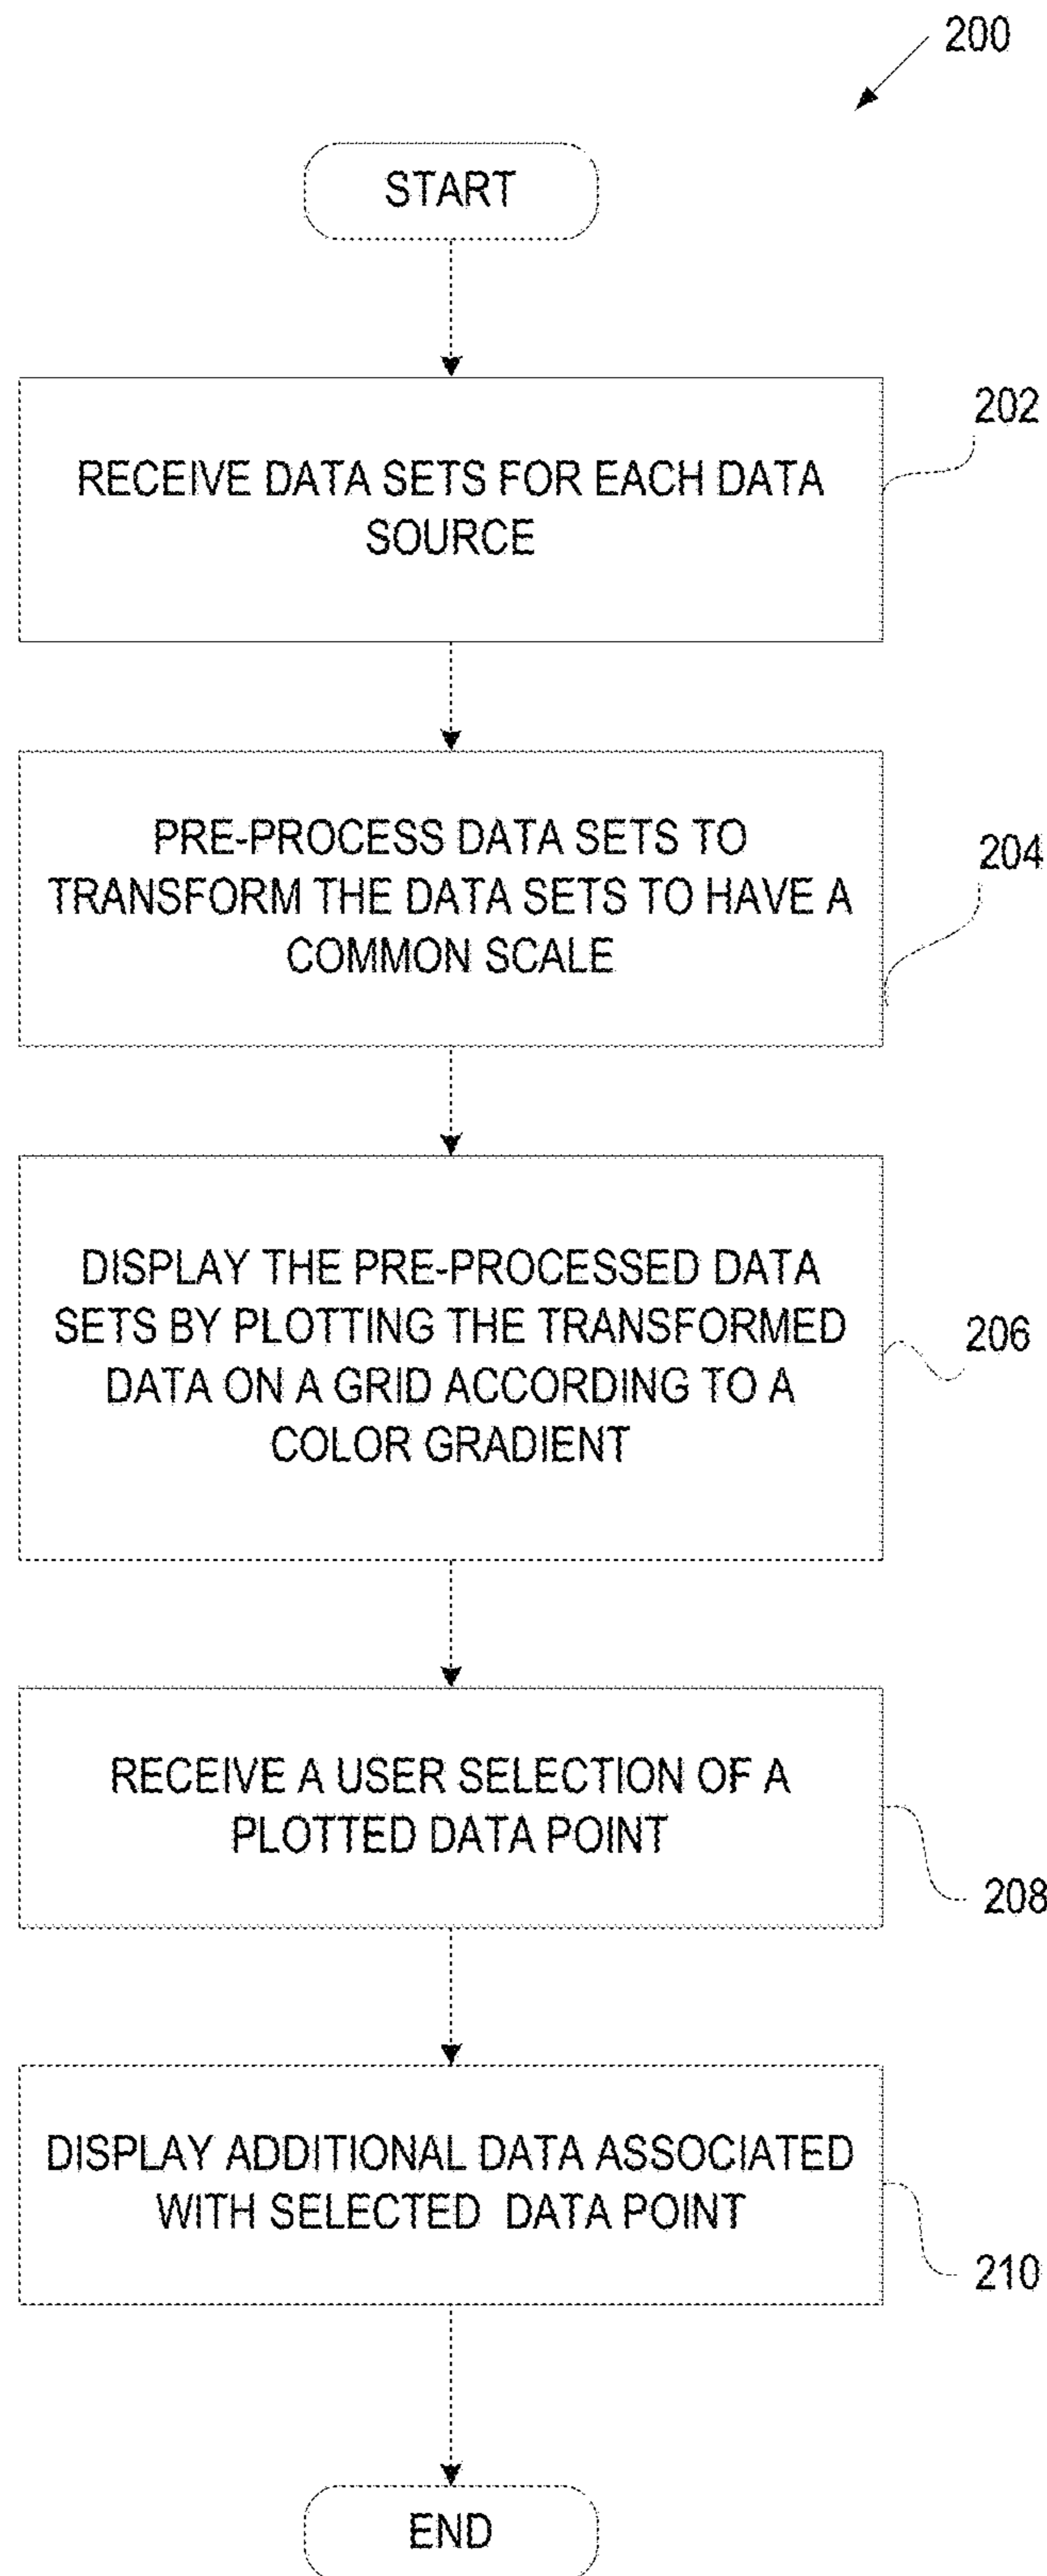 200
START
202
RECEIVE DATA SETS FOR EACH DATA
SOURCE
PRE-PROCESS DATA SETS TO
TRANSFORM THE DATA SETS TO HAVE A
COMMON SCALE
204
DISPLAY THE PRE-PROCESSED DATA
SETS BY PLOTTING THE TRANSFORMED
DATA ON A GRID ACCORDING TO A
COLOR GRADIENT
206
RECEIVE A USER SELECTION OF A
PLOTTED DATA POINT
208
DISPLAY ADDITIONAL DATA ASSOCIATED
WITH SELECTED DATA POINT
210
END